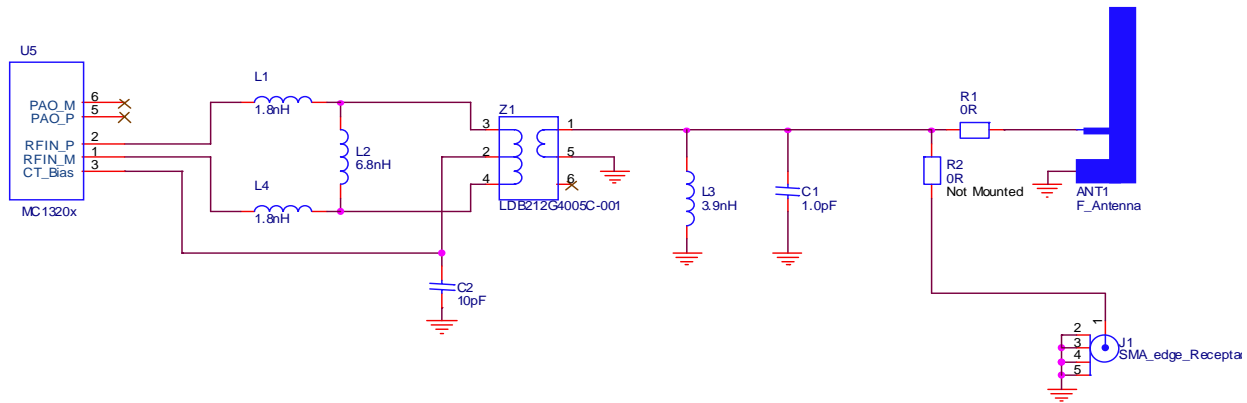 U5
PAO_M
PAO_P
RFIN_P
RFIN_M
CT_Bias
6
5
2
1
3
MC1320x
L1
1.8nH
L2
6.8nH
L4
1.8nH
C2
10pF
Z1
3
2
4
1
5
6
LDB212G4005C-001
L3
3.9nH
C1
1.0pF
R1
0R
R2
0R
Not Mounted
ANT1
F_Antenna
1
2
3
4
5
J1
SMA_edge_Recepta